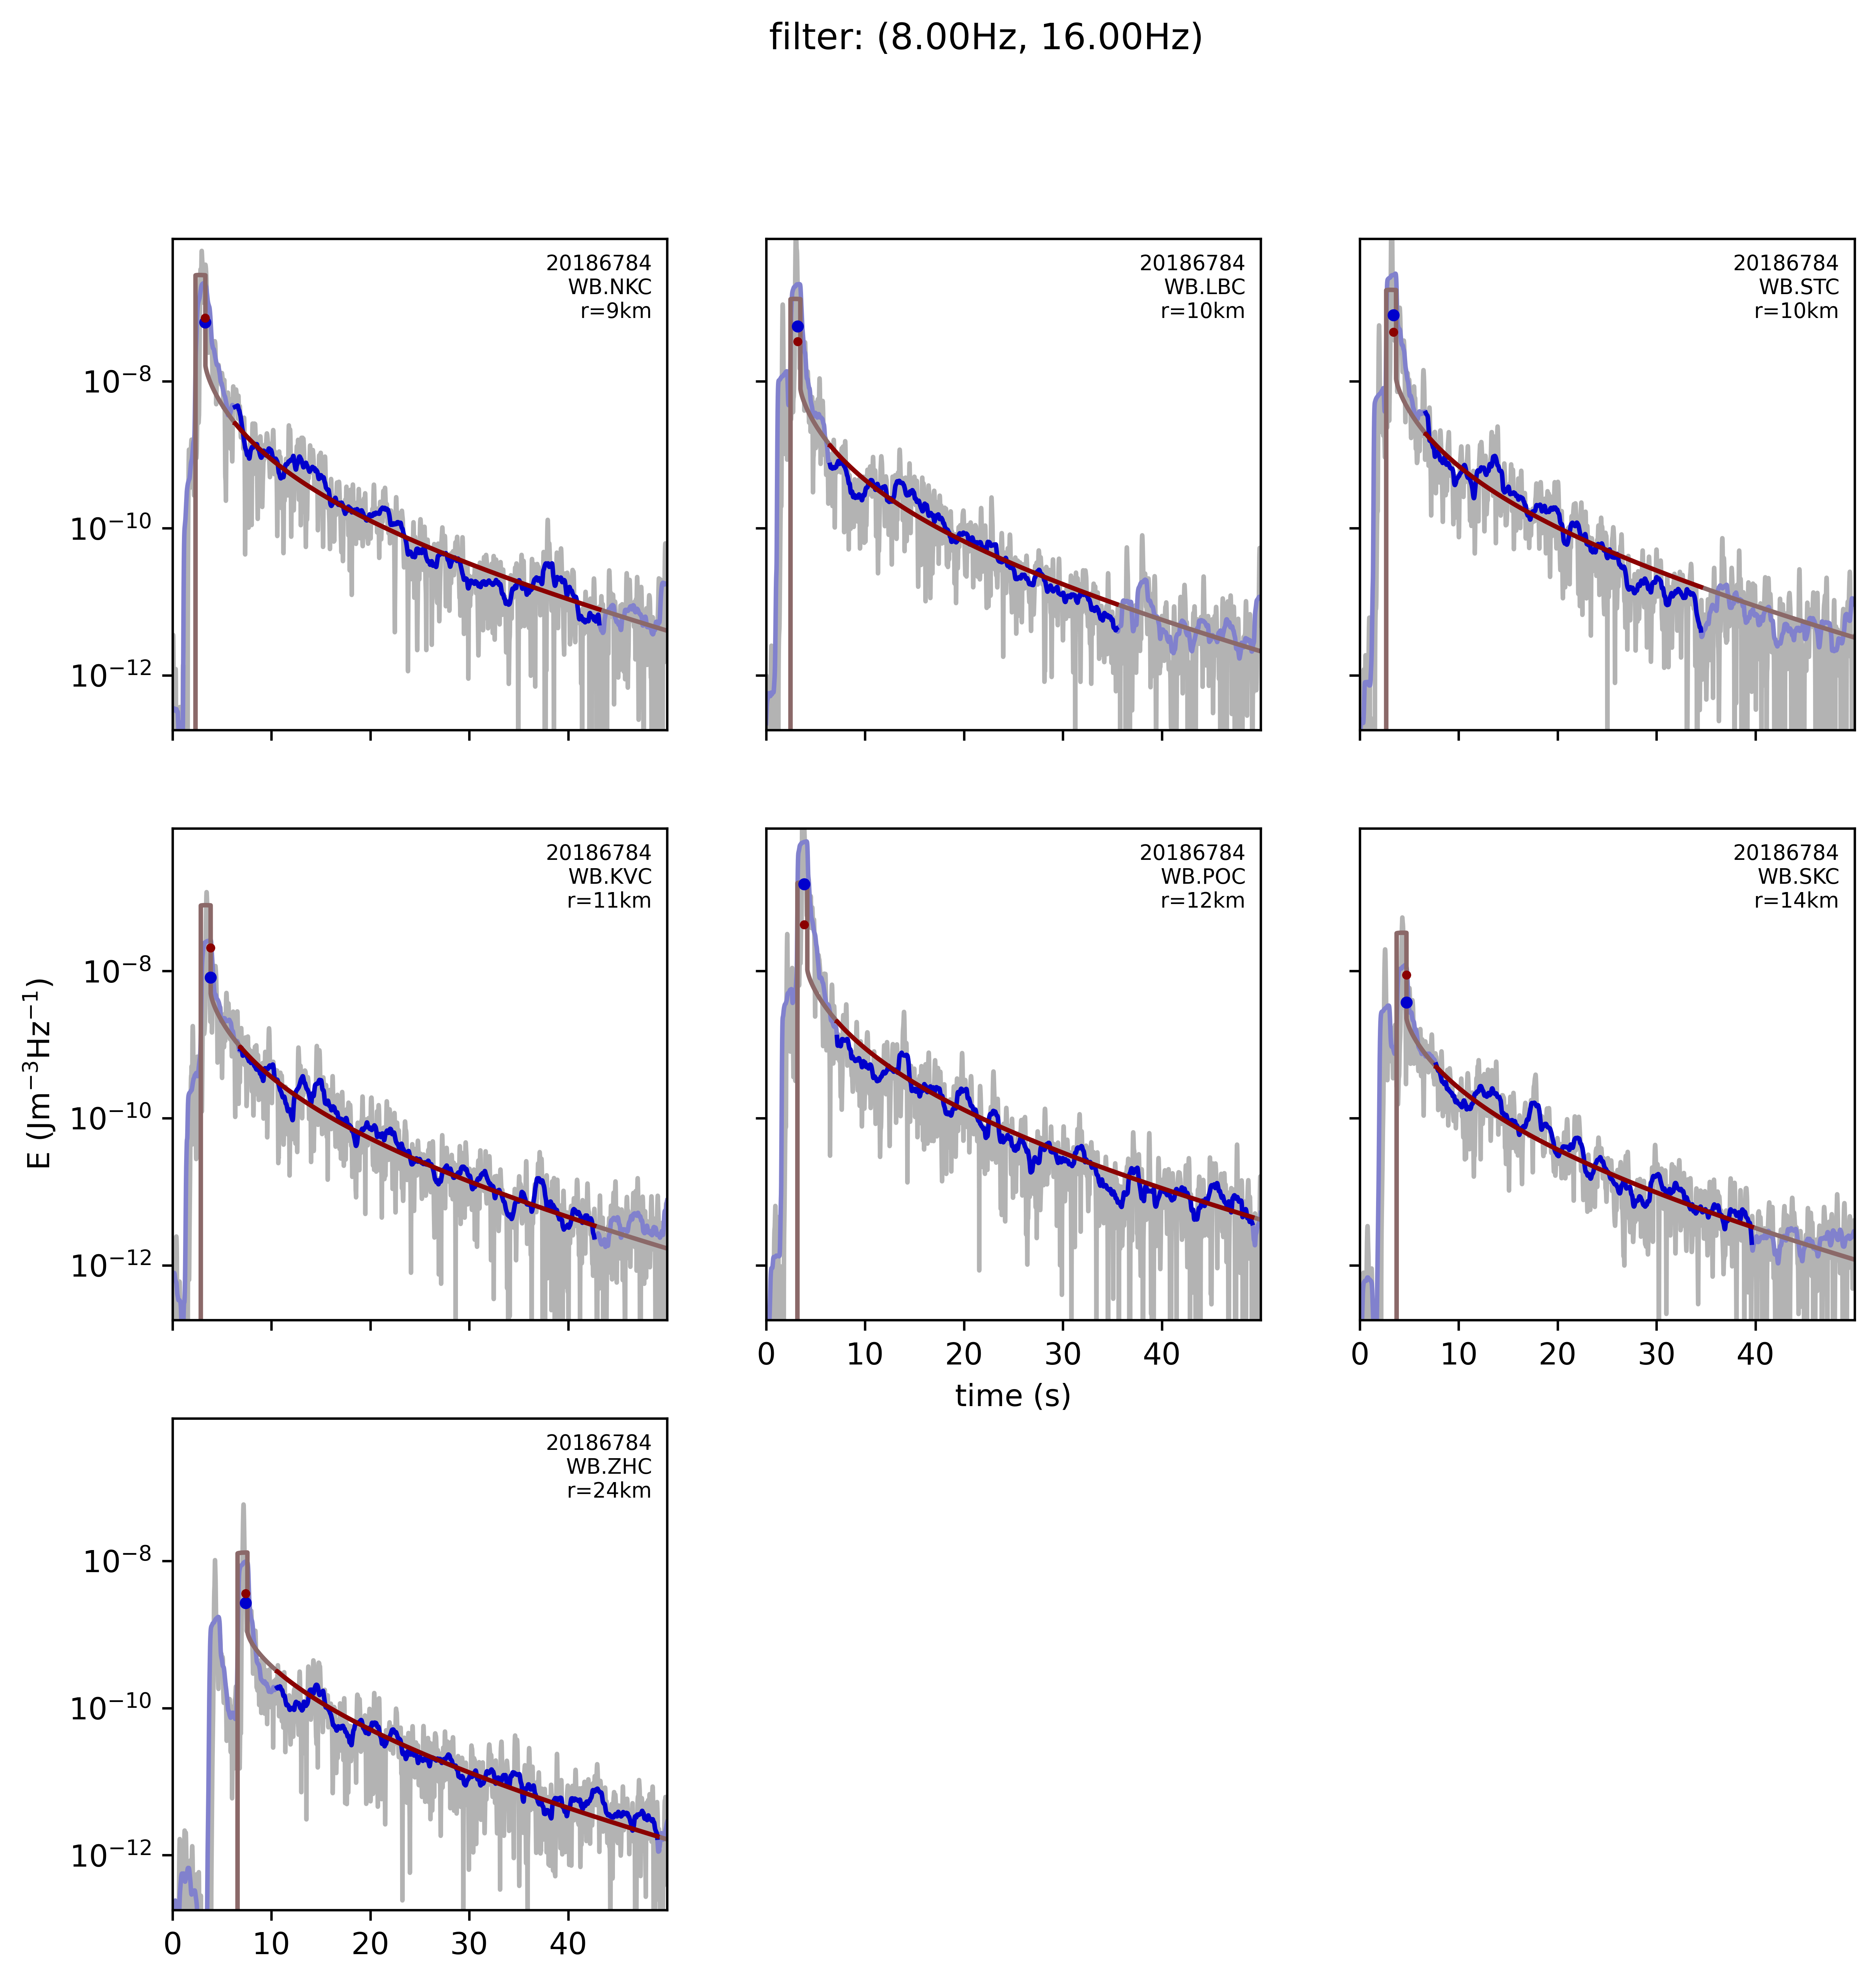 filter: (8.00Hz, 16.00Hz)
20186784
WB.NKC
r=9km
20186784
WB.LBC
r=10km
20186784
WB.STC
r=10km
10⁻⁸
10⁻¹⁰
10⁻¹²
20186784
WB.KVC
r=11km
20186784
WB.POC
r=12km
20186784
WB.SKC
r=14km
10⁻⁸
10⁻¹⁰
10⁻¹²
E (Jm⁻³Hz⁻¹)
0 10 20 30 40
0 10 20 30 40
time (s)
20186784
WB.ZHC
r=24km
10⁻⁸
10⁻¹⁰
10⁻¹²
0 10 20 30 40